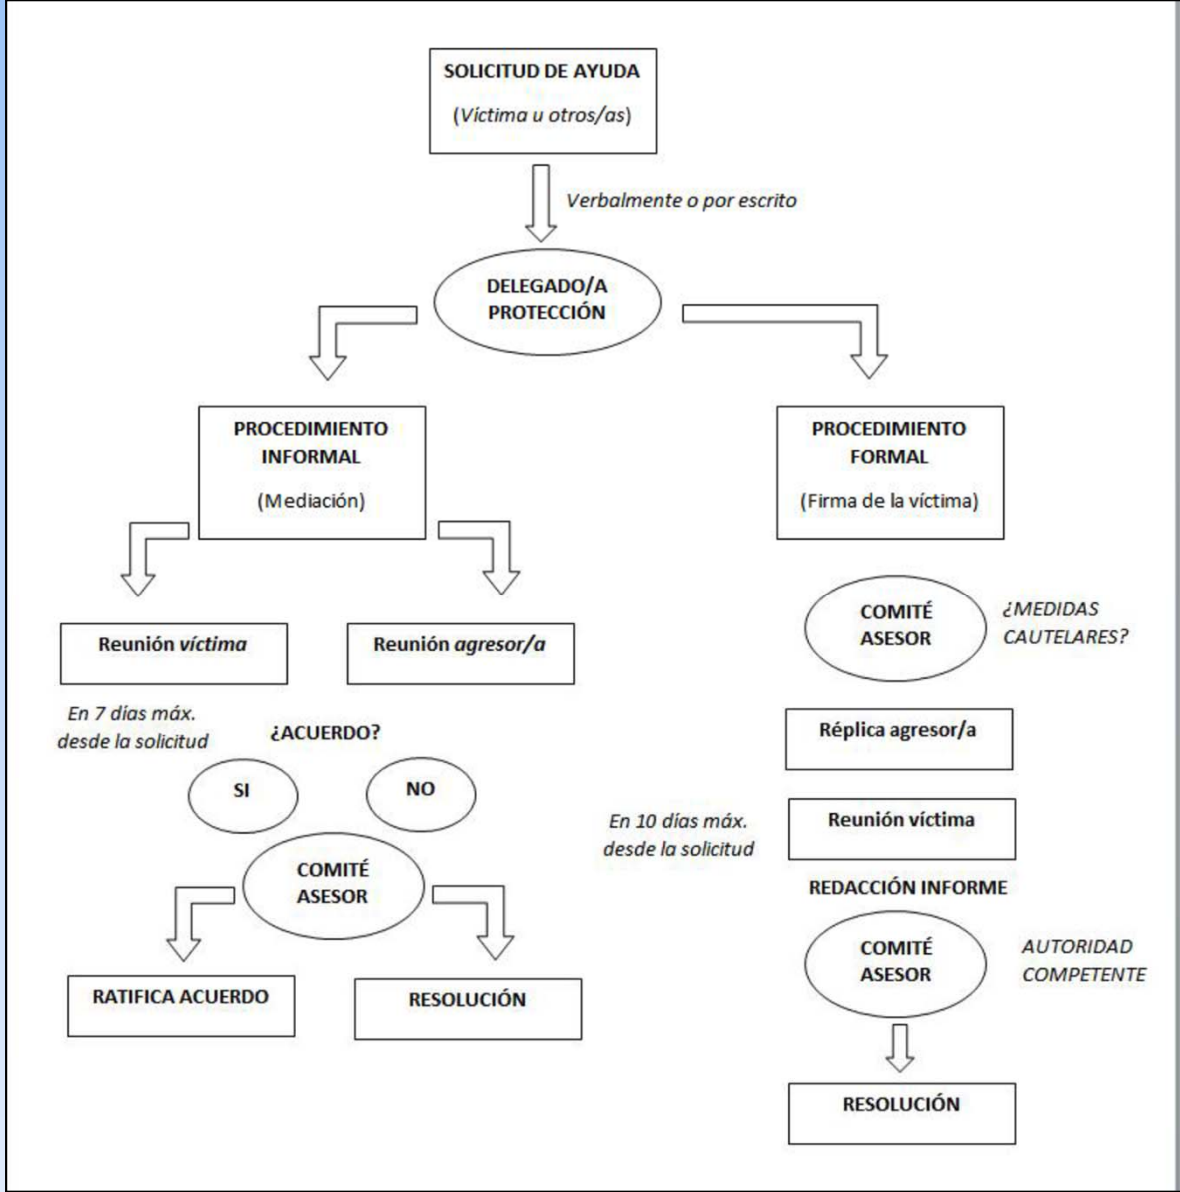 SOLICITUD DE AYUDA
(Víctima u otros/as)
Verbalmente o por escrito
DELEGADO/A
PROTECCIÓN
PROCEDIMIENTO
INFORMAL
(Mediación)
Reunión víctima
Reunión agresor/a
En 7 días máx.
desde la solicitud
¿ACUERDO?
SI
NO
COMITÉ
ASESOR
RATIFICA ACUERDO
RESOLUCIÓN
PROCEDIMIENTO
FORMAL
(Firma de la víctima)
COMITÉ
ASESOR
¿MEDIDAS
CAUTELARES?
Réplica agresor/a
Reunión víctima
En 10 días máx.
desde la solicitud
REDACCIÓN INFORME
COMITÉ
ASESOR
AUTORIDAD
COMPETENTE
RESOLUCIÓN